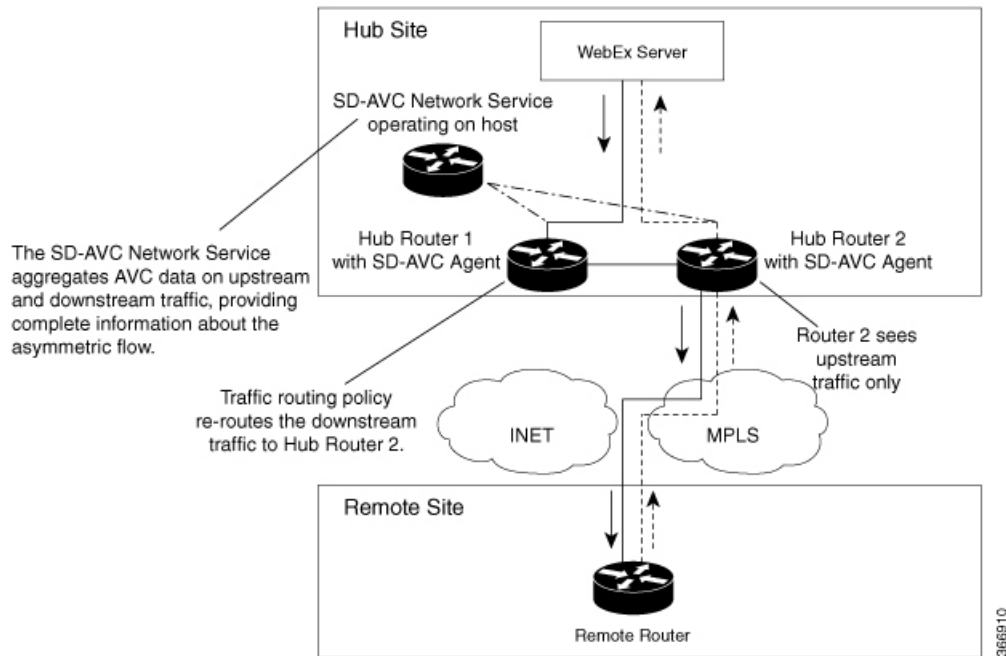 Hub Site
WebEx Server
SD-AVC Network Service
operating on host
The SD-AVC Network Service
aggregates AVC data on upstream
and downstream traffic, providing
complete information about the
asymmetric flow.
Hub Router 1
with SD-AVC Agent
Hub Router 2
with SD-AVC Agent
Router 2 sees
upstream
traffic only
Traffic routing policy
re-routes the downstream
traffic to Hub Router 2.
INET
MPLS
Remote Site
Remote Router
366910